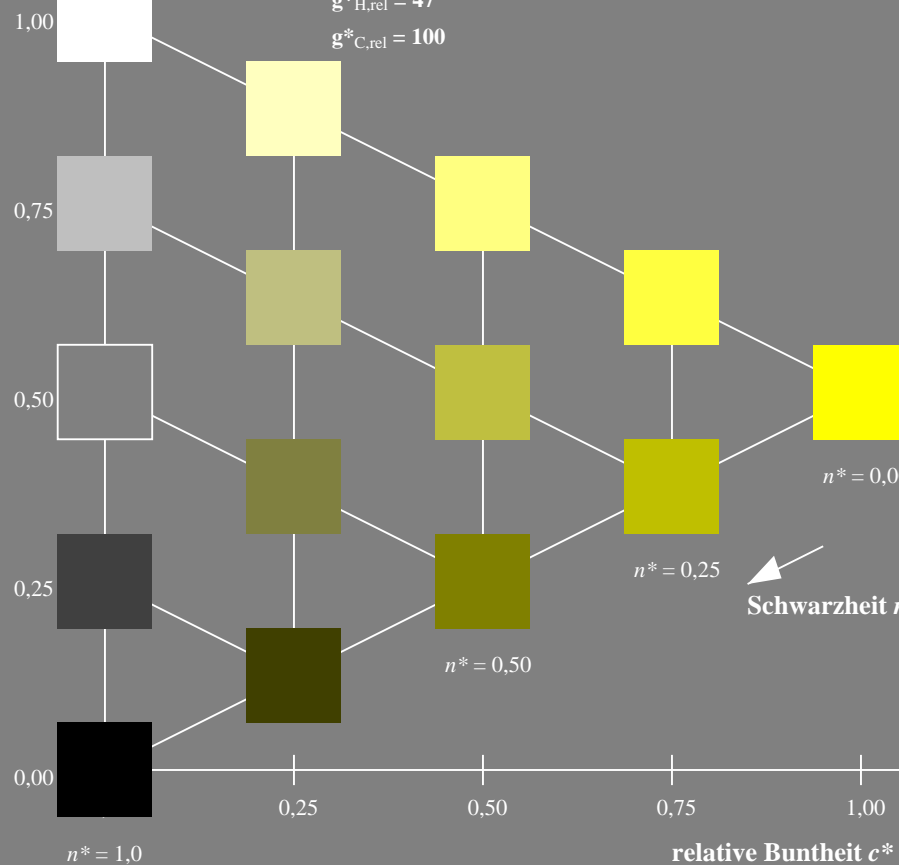 g*H,rel = 47
1,00
g*C,rel = 100
0,75
0,50
n* = 0,0
n* = 0,25
0,25
Schwarzheit
n* = 0,50
0,00
0,25 0,50 0,75 1,00
n* = 1,0
relative Buntheit c*